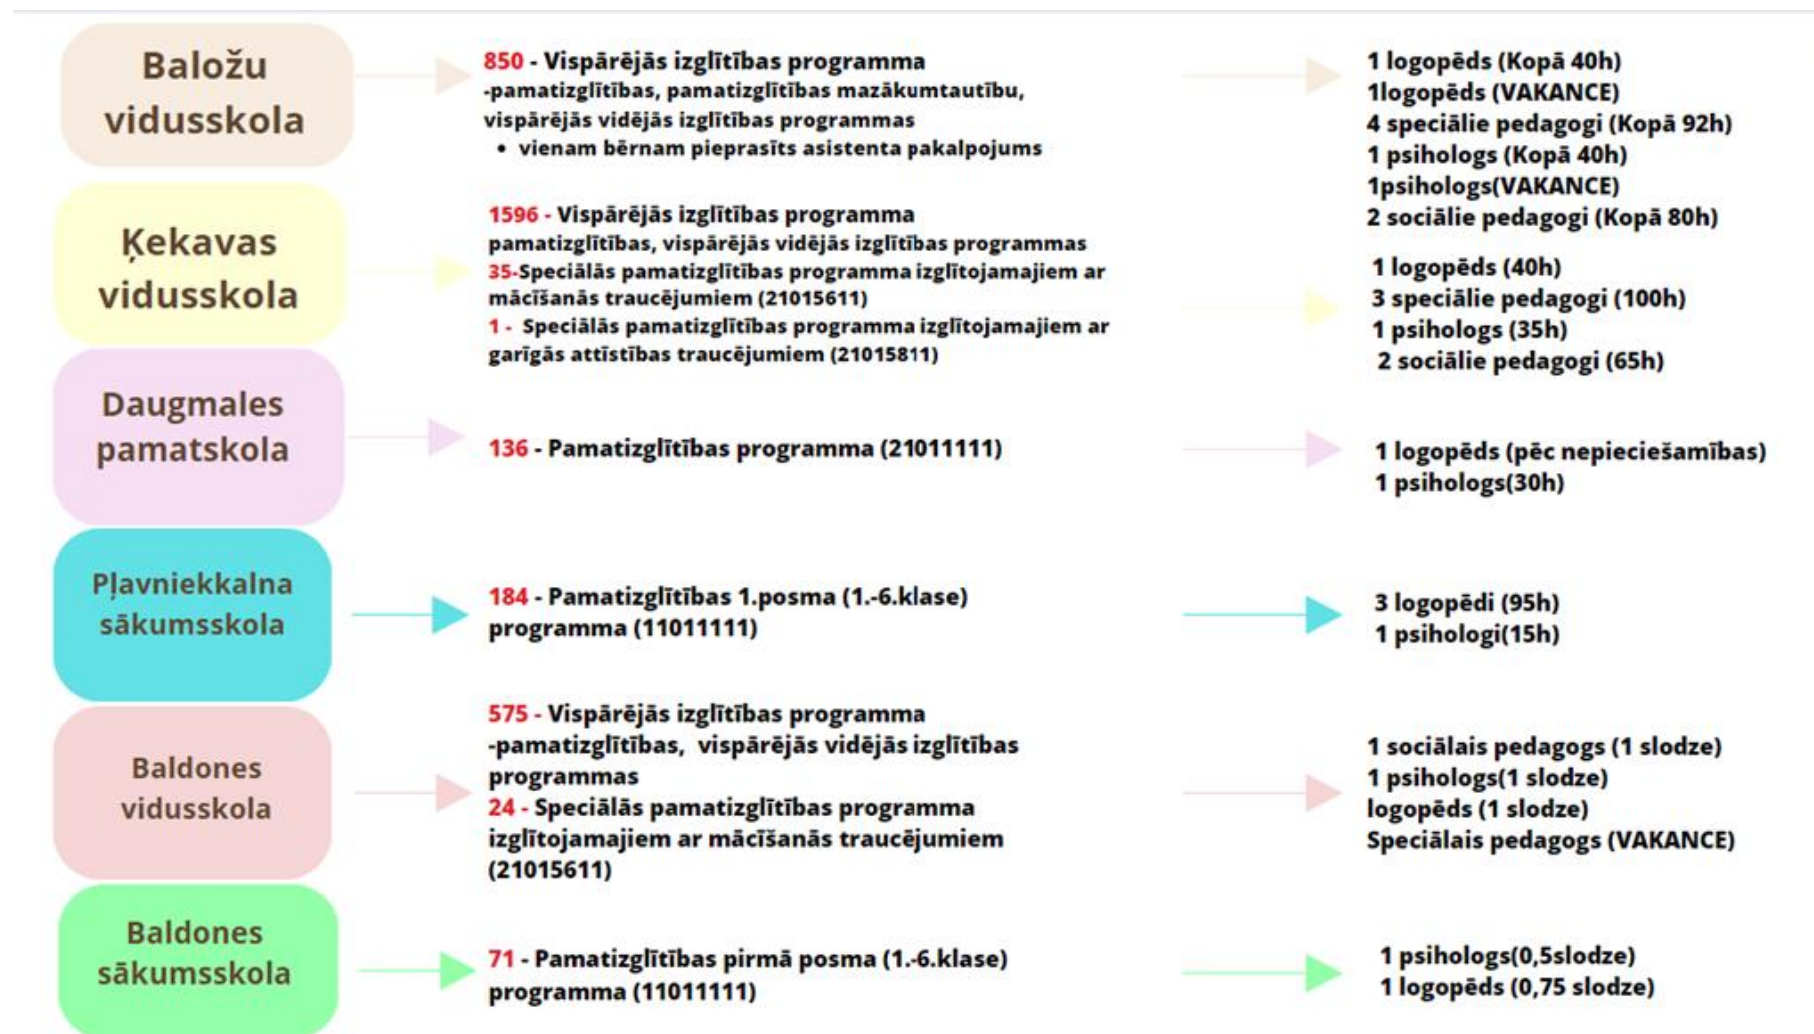 Baložu
vidusskola
850 - Vispārējās izglītības programma
-pamatizglītības, pamatizglītības mazākumtautību,
vispārējās vidējās izglītības programmas
• vienam bērnam pieprasīts asistenta pakalpojums
1 logopēds (Kopā 40h)
1logopēds (VAKANCE)
4 speciālie pedagogi (Kopā 92h)
1 psihologs (Kopā 40h)
1psihologs(VAKANCE)
2 sociālie pedagogi (Kopā 80h)
Ķekavas
vidusskola
1596 - Vispārējās izglītības programma
pamatizglītības, vispārējās vidējās izglītības programmas
35-Speciālās pamatizglītības programma izglītojamajiem ar
mācīšanās traucējumiem (21015611)
1 - Speciālās pamatizglītības programma izglītojamajiem ar
garīgās attīstības traucējumiem (21015811)
1 logopēds (40h)
3 speciālie pedagogi (100h)
1 psihologs (35h)
2 sociālie pedagogi (65h)
Daugmales
pamatskola
136 - Pamatizglītības programma (21011111)
1 logopēds (pēc nepieciešamības)
1 psihologs(30h)
Pļavniekkalna
sākumsskola
184 - Pamatizglītības 1.posma (1.-6.klase)
programma (11011111)
3 logopēdi (95h)
1 psihologi(15h)
Baldones
vidusskola
575 - Vispārējās izglītības programma
-pamatizglītības, vispārējās vidējās izglītības
programmas
24 - Speciālās pamatizglītības programma
izglītojamajiem ar mācīšanās traucējumiem
(21015611)
1 sociālais pedagogs (1 slodze)
1 psihologs(1 slodze)
logopēds (1 slodze)
Speciālais pedagogs (VAKANCE)
Baldones
sākumsskola
71 - Pamatizglītības pirmā posma (1.-6.klase)
programma (11011111)
1 psihologs(0,5slodze)
1 logopēds (0,75 slodze)